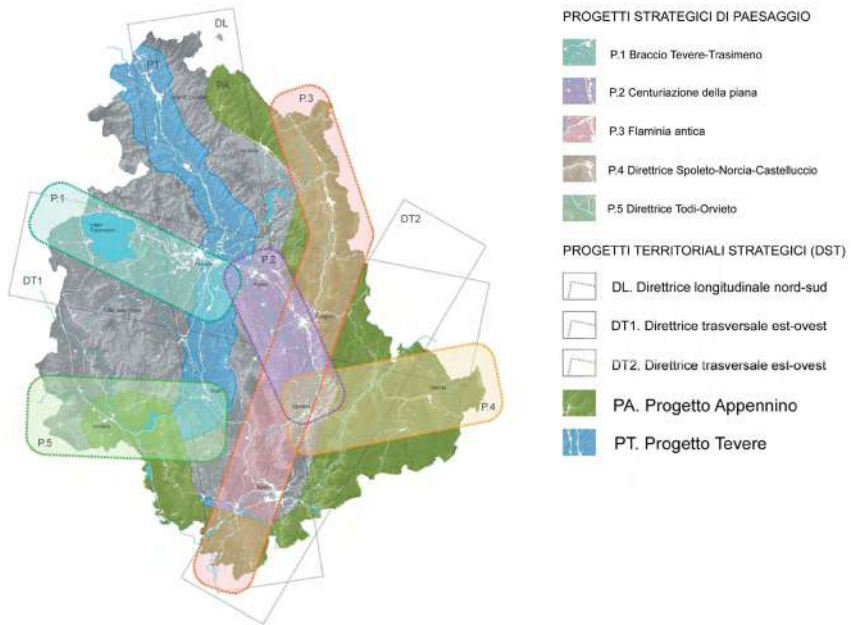 DL
PT
PA
P.3
P.1
DT2
P.2
DT1
P.4
P.5
PROGETTI STRATEGICI DI PAESAGGIO
P.1 Braccio Tevere-Trasimeno
P.2 Centuriazione della piana
P.3 Flaminia antica
P.4 Direttrice Spoleto-Norcia-Castelluccio
P.5 Direttrice Todi-Orvieto
PROGETTI TERRITORIALI STRATEGICI (DST)
DL. Direttrice longitudinale nord-sud
DT1. Direttrice trasversale est-ovest
DT2. Direttrice trasversale est-ovest
PA. Progetto Appennino
PT. Progetto Tevere